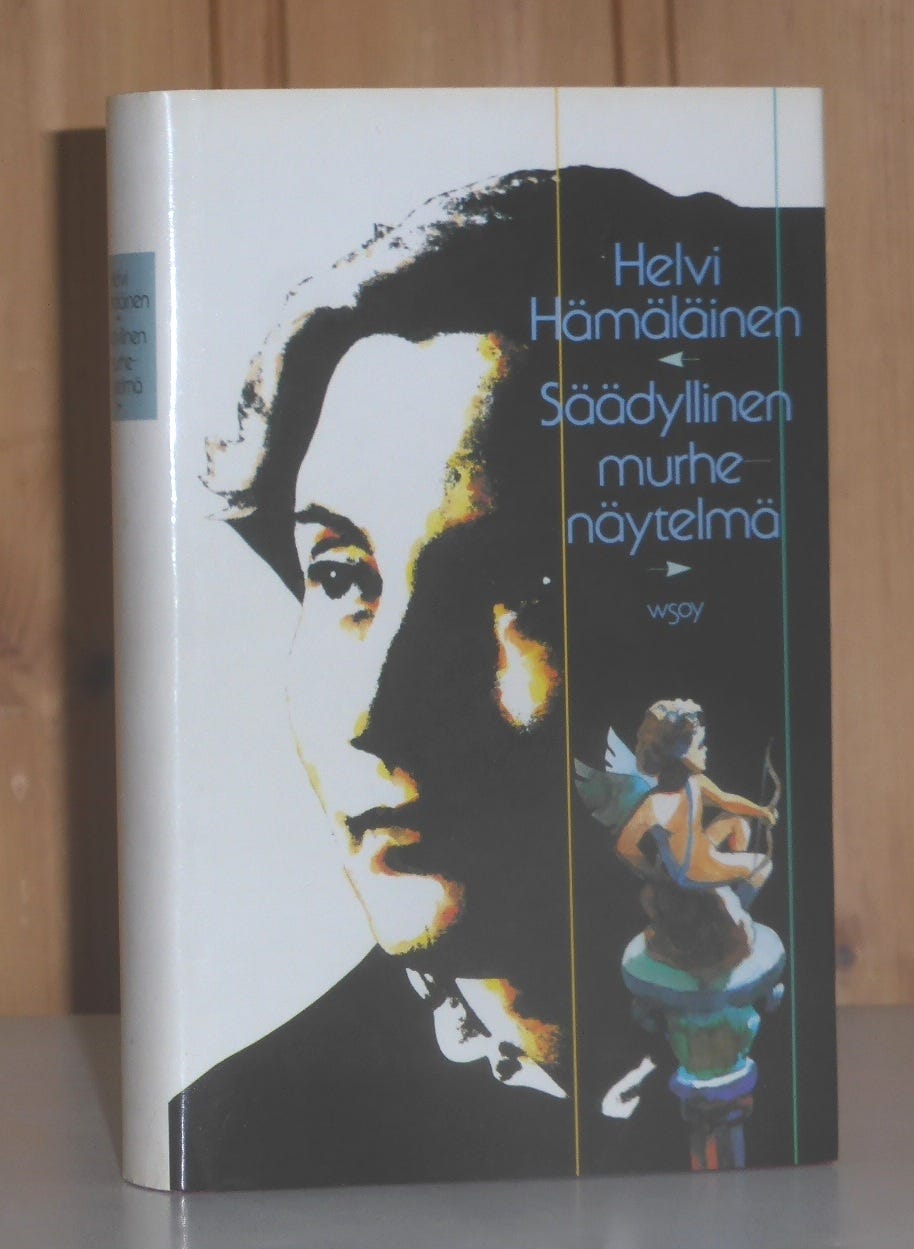 Helvi
Hämäläinen
Säädyllinen
murhe
näytelmä
wsoy